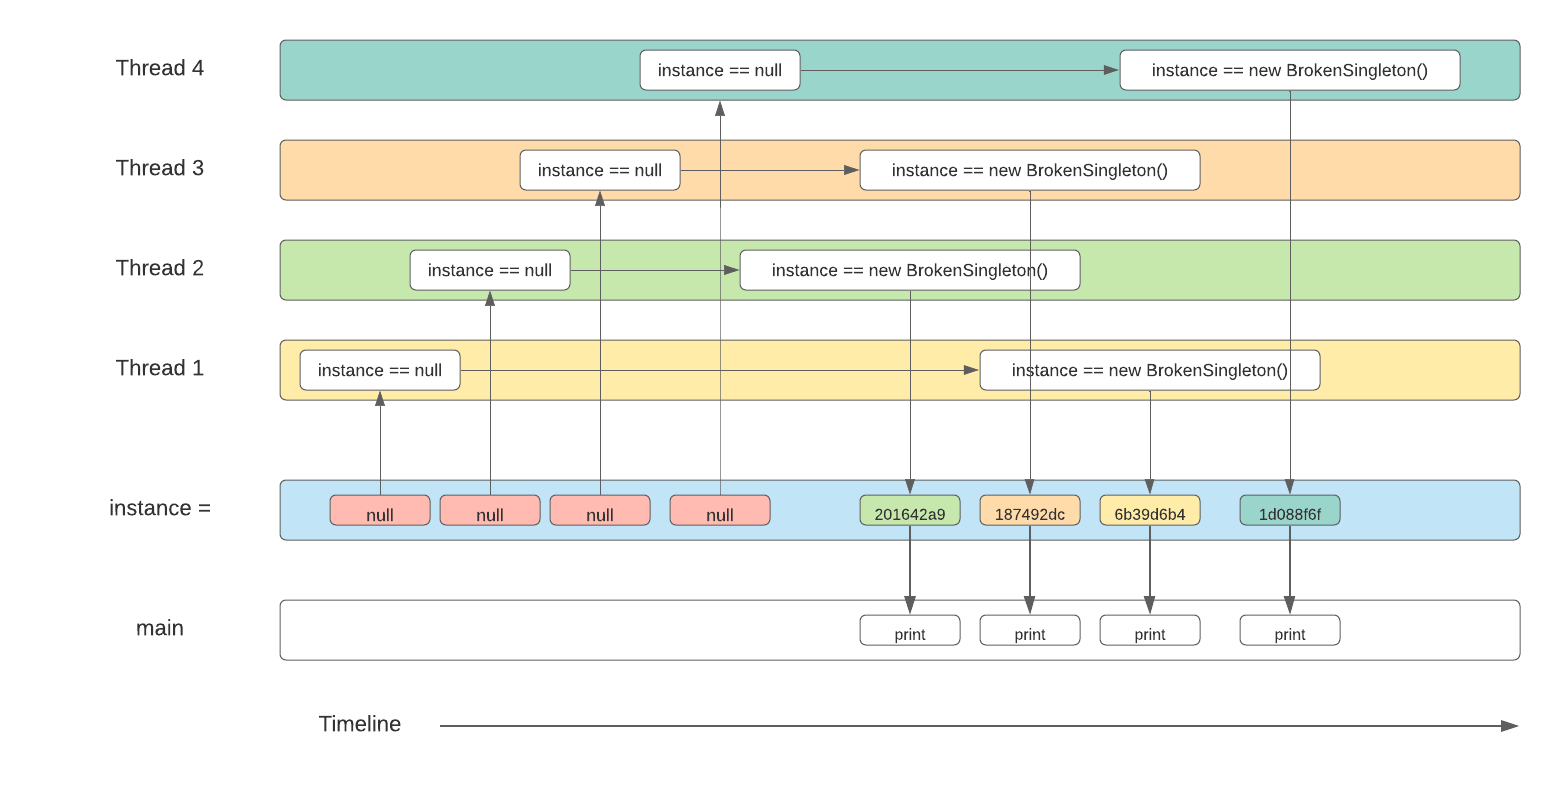 Thread 4
instance == null
instance == new BrokenSingleton()
Thread 3
instance == null
instance == new BrokenSingleton()
Thread 2
instance == null
instance == new BrokenSingleton()
Thread 1
instance == null
instance == new BrokenSingleton()
instance =
null
null
null
null
201642a9
187492dc
6b39d6b4
1d088f6f
main
print
print
print
print
Timeline